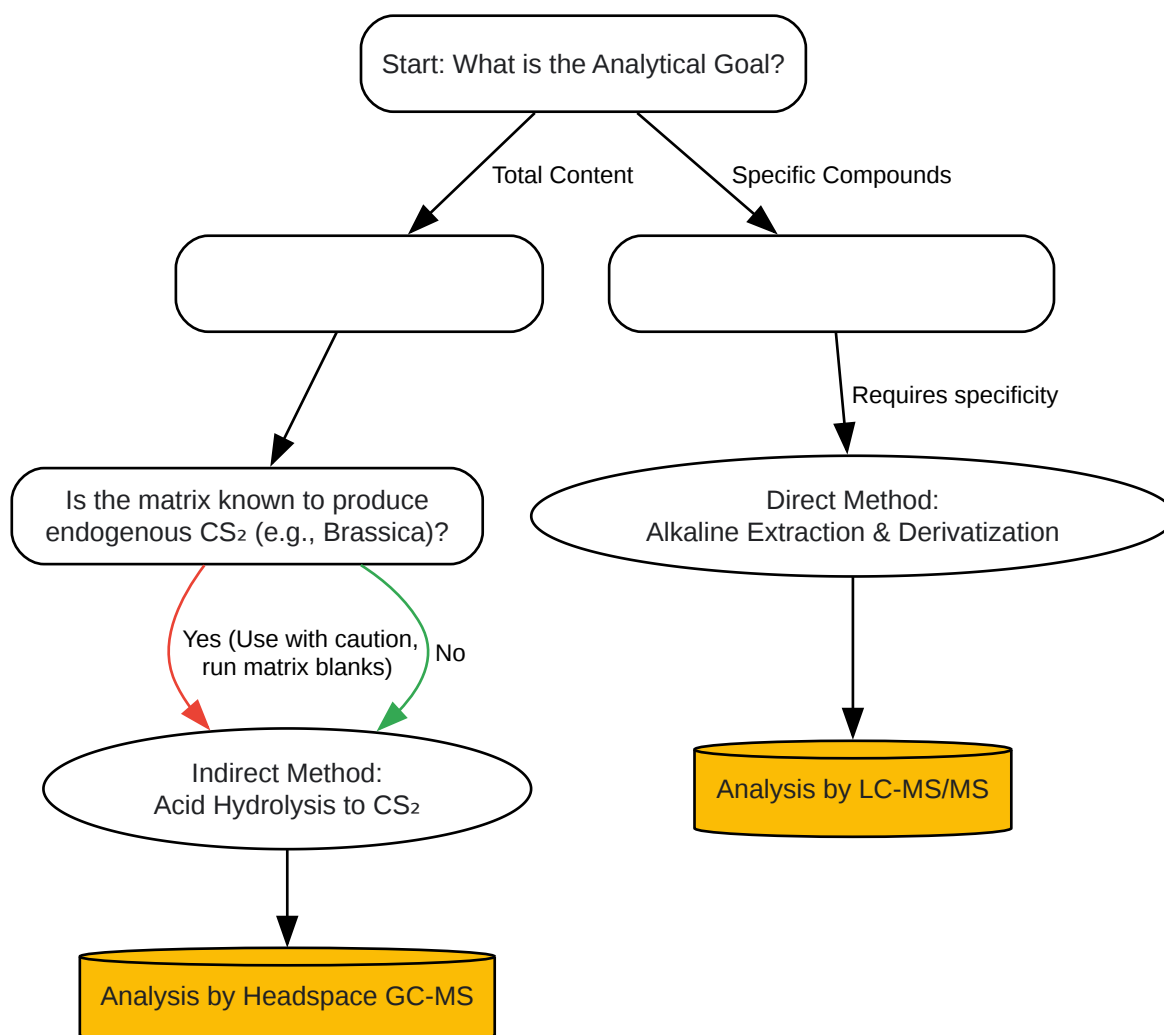 Start: What is the Analytical Goal?
Total Content
Specific Compounds
Requires specificity
Is the matrix known to produce
endogenous CS₂ (e.g., Brassica)?
Direct Method:
Alkaline Extraction & Derivatization
Yes (Use with caution,
run matrix blanks)
No
Indirect Method:
Acid Hydrolysis to CS₂
Analysis by LC-MS/MS
Analysis by Headspace GC-MS